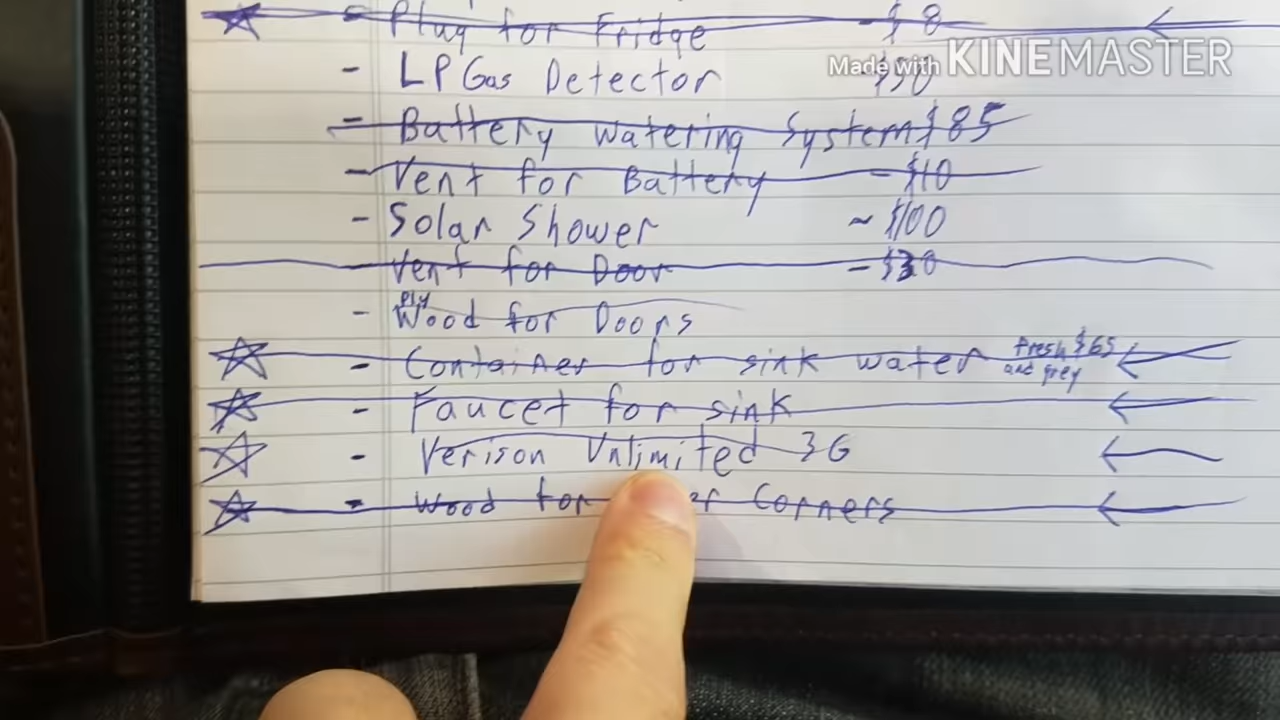 - Plug for Fridge - $ 8
Made with KINEMASTER
- LP Gas Detector
- Battery Watering System $85
- Vent for Battery - $10
- Solar Shower ~ $100
- Vent for Door - $30
- Plywood for Doors
- Container for sink water fresh and grey $65
- Faucet for sink
- Verison Unlimited 3G
- Wood for Corners